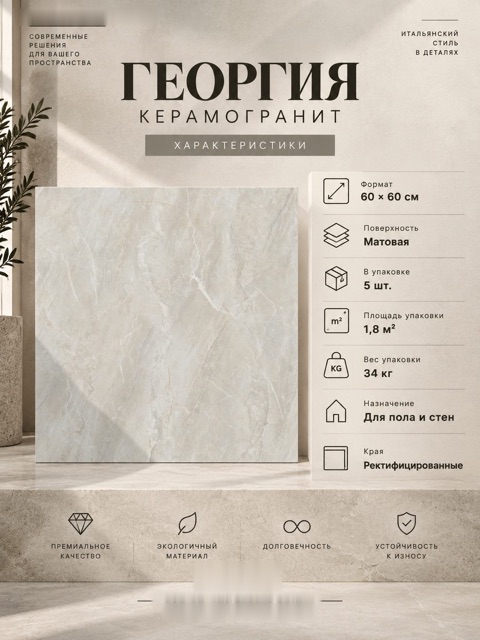 СОВРЕМЕННЫЕ
РЕШЕНИЯ
ДЛЯ ВАШЕГО
ПРОСТРАНСТВА
ИТАЛЬЯНСКИЙ
СТИЛЬ
В ДЕТАЛЯХ
ГЕОРГИЯ
КЕРАМОГРАНИТ
ХАРАКТЕРИСТИКИ
Формат
60 × 60 см
Поверхность
Матовая
В упаковке
5 шт.
m²
Площадь упаковки
1,8 м²
KG
Вес упаковки
34 кг
Назначение
Для пола и стен
Края
Ректифицированные
ПРЕМИАЛЬНОЕ
КАЧЕСТВО
ЭКОЛОГИЧНЫЙ
МАТЕРИАЛ
ДОЛГОВЕЧНОСТЬ
УСТОЙЧИВОСТЬ
К ИЗНОСУ